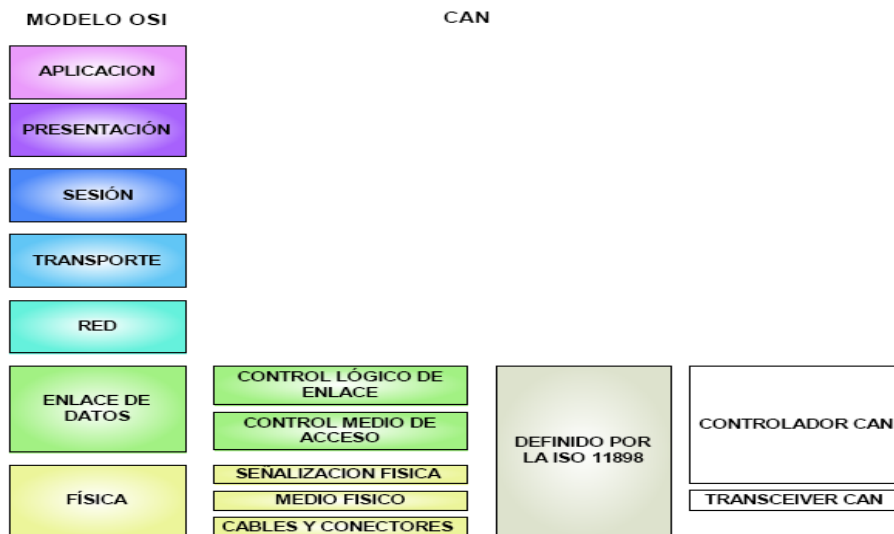 MODELO OSI
CAN
APLICACION
PRESENTACIÓN
SESIÓN
TRANSPORTE
RED
ENLACE DE
DATOS
CONTROL LÓGICO DE
ENLACE
CONTROL MEDIO DE
ACCESO
DEFINIDO POR
LA ISO 11898
CONTROLADOR CAN
FÍSICA
SEÑALIZACION FISICA
MEDIO FISICO
CABLES Y CONECTORES
TRANSCEIVER CAN